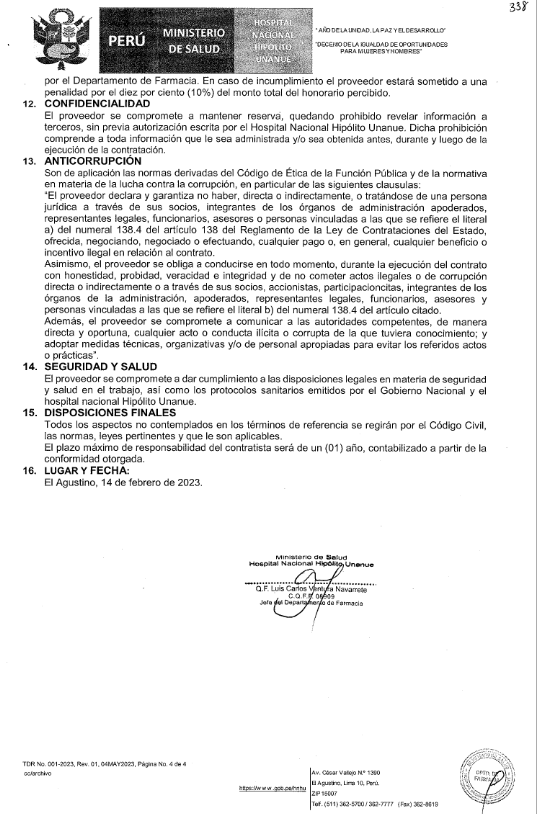 338
PERÚ
MINISTERIO
DE SALUD
HOSPITAL
NACIONAL
HIPÓLITO
UNANUE
"AÑO DE LA UNIDAD, LA PAZ Y EL DESARROLLO"
"DECENIO DE LA IGUALDAD DE OPORTUNIDADES
PARA MUJERES Y HOMBRES"
por el Departamento de Farmacia. En caso de incumplimiento el proveedor estará sometido a una
penalidad por el diez por ciento (10%) del monto total del honorario percibido.
12. CONFIDENCIALIDAD
El proveedor se compromete a mantener reserva, quedando prohibido revelar información a
terceros, sin previa autorización escrita por el Hospital Nacional Hipólito Unanue. Dicha prohibición
comprende a toda información que le sea administrada y/o sea obtenida antes, durante y luego de la
ejecución de la contratación.
13. ANTICORRUPCIÓN
Son de aplicación las normas derivadas del Código de Ética de la Función Pública y de la normativa
en materia de la lucha contra la corrupción, en particular de las siguientes clausulas:
"El proveedor declara y garantiza no haber, directa o indirectamente, o tratándose de una persona
jurídica a través de sus socios, integrantes de los órganos de administración apoderados,
representantes legales, funcionarios, asesores o personas vinculadas a las que se refiere el literal
a) del numeral 138.4 del artículo 138 del Reglamento de la Ley de Contrataciones del Estado,
ofrecida, negociando, negociado o efectuando, cualquier pago o, en general, cualquier beneficio o
incentivo ilegal en relación al contrato.
Asimismo, el proveedor se obliga a conducirse en todo momento, durante la ejecución del contrato
con honestidad, probidad, veracidad e integridad y de no cometer actos ilegales o de corrupción
directa o indirectamente o a través de sus socios, accionistas, participacioncitas, integrantes de los
órganos de la administración, apoderados, representantes legales, funcionarios, asesores y
personas vinculadas a las que se refiere el literal b) del numeral 138.4 del artículo citado.
Además, el proveedor se compromete a comunicar a las autoridades competentes, de manera
directa y oportuna, cualquier acto o conducta ilícita o corrupta de la que tuviera conocimiento; y
adoptar medidas técnicas, organizativas y/o de personal apropiadas para evitar los referidos actos
o prácticas".
14. SEGURIDAD Y SALUD
El proveedor se compromete a dar cumplimiento a las disposiciones legales en materia de seguridad
y salud en el trabajo, así como los protocolos sanitarios emitidos por el Gobierno Nacional y el
hospital nacional Hipólito Unanue.
15. DISPOSICIONES FINALES
Todos los aspectos no contemplados en los términos de referencia se regirán por el Código Civil,
las normas, leyes pertinentes y que le son aplicables.
El plazo máximo de responsabilidad del contratista será de un (01) año, contabilizado a partir de la
conformidad otorgada.
16. LUGAR Y FECHA:
El Agustino, 14 de febrero de 2023.
Ministerio de Salud
Hospital Nacional Hipólito Unanue
Q.F. Luis Carlos Ventura Navarrete
C.Q.F.P.
Jefe del Departamento de Farmacia
TDR No. 001-2023, Rev. 01, 04MAY2023, Página No. 4 de 4
cc/archivo
https://www.gob.pe/hnhu
Av. César Vallejo N.º 1390
El Agustino, Lima 10, Perú.
ZIP 15007
Telf. (511) 362-5700 / 362-7777 (Fax) 362-8619